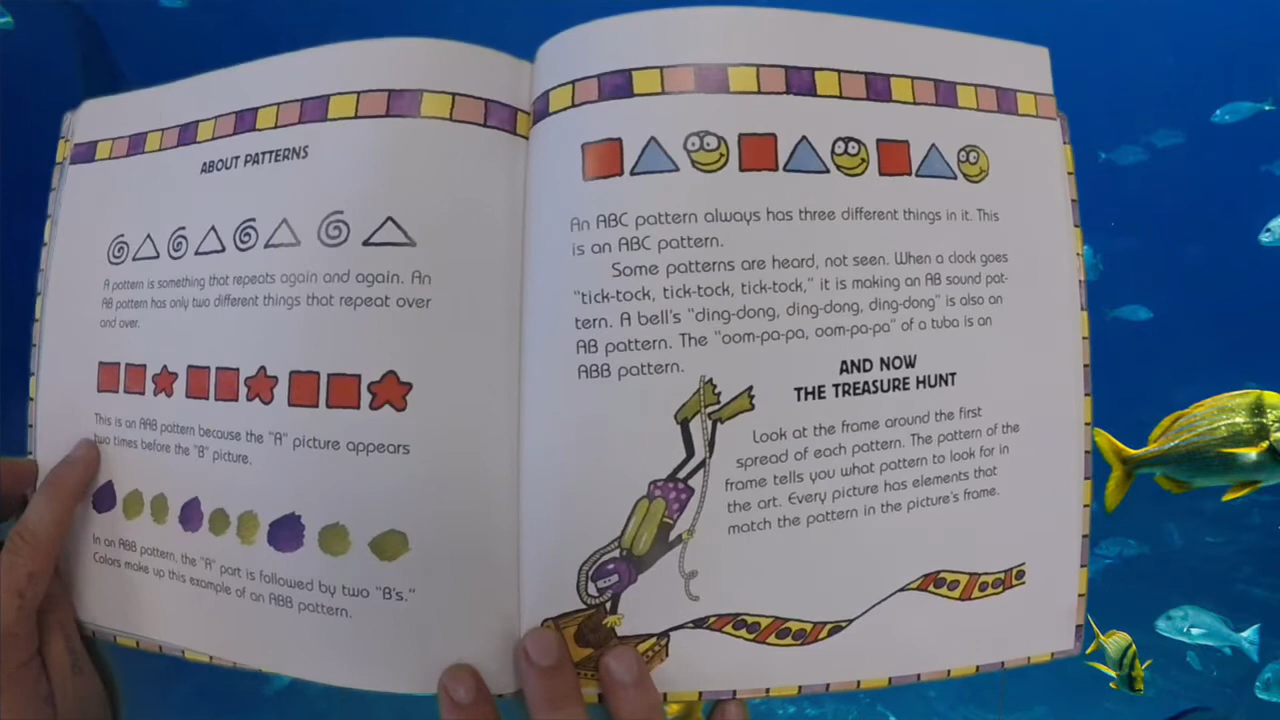 ABOUT PATTERNS
A pattern is something that repeats again and again. An
AB pattern has only two different things that repeat over
and over.
This is an AAB pattern because the "A" picture appears
two times before the "B" picture.
In an ABB pattern, the "A" part is followed by two "B's."
Colors make up this example of an ABB pattern.
An ABC pattern always has three different things in it. This
is an ABC pattern.
Some patterns are heard, not seen. When a clock goes
"tick-tock, tick-tock, tick-tock," it is making an AB sound pat-
tern. A bell's "ding-dong, ding-dong, ding-dong" is also an
AB pattern. The "oom-pa-pa, oom-pa-pa" of a tuba is an
ABB pattern.
AND NOW
THE TREASURE HUNT
Look at the frame around the first
spread of each pattern. The pattern of the
frame tells you what pattern to look for in
the art. Every picture has elements that
match the pattern in the picture's frame.